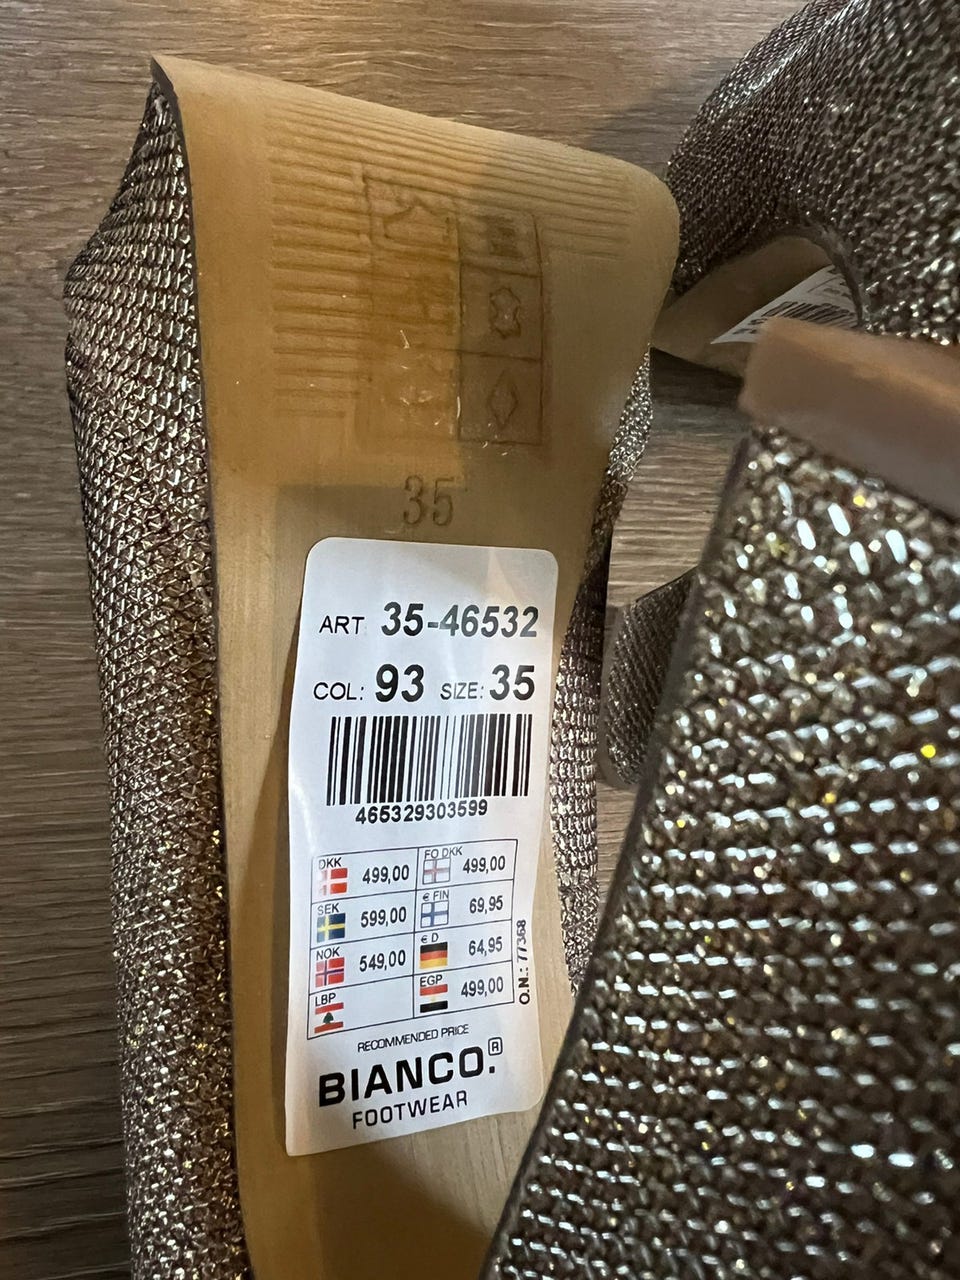 35
ART 35-46532
COL: 93 SIZE: 35
465329303599
DKK 499,00 FO DKK 499,00
SEK 599,00 € FIN 69,95
NOK 549,00 € D 64,95
LBP EGP 499,00
O.N.: 77368
RECOMMENDED PRICE
BIANCO.®
FOOTWEAR